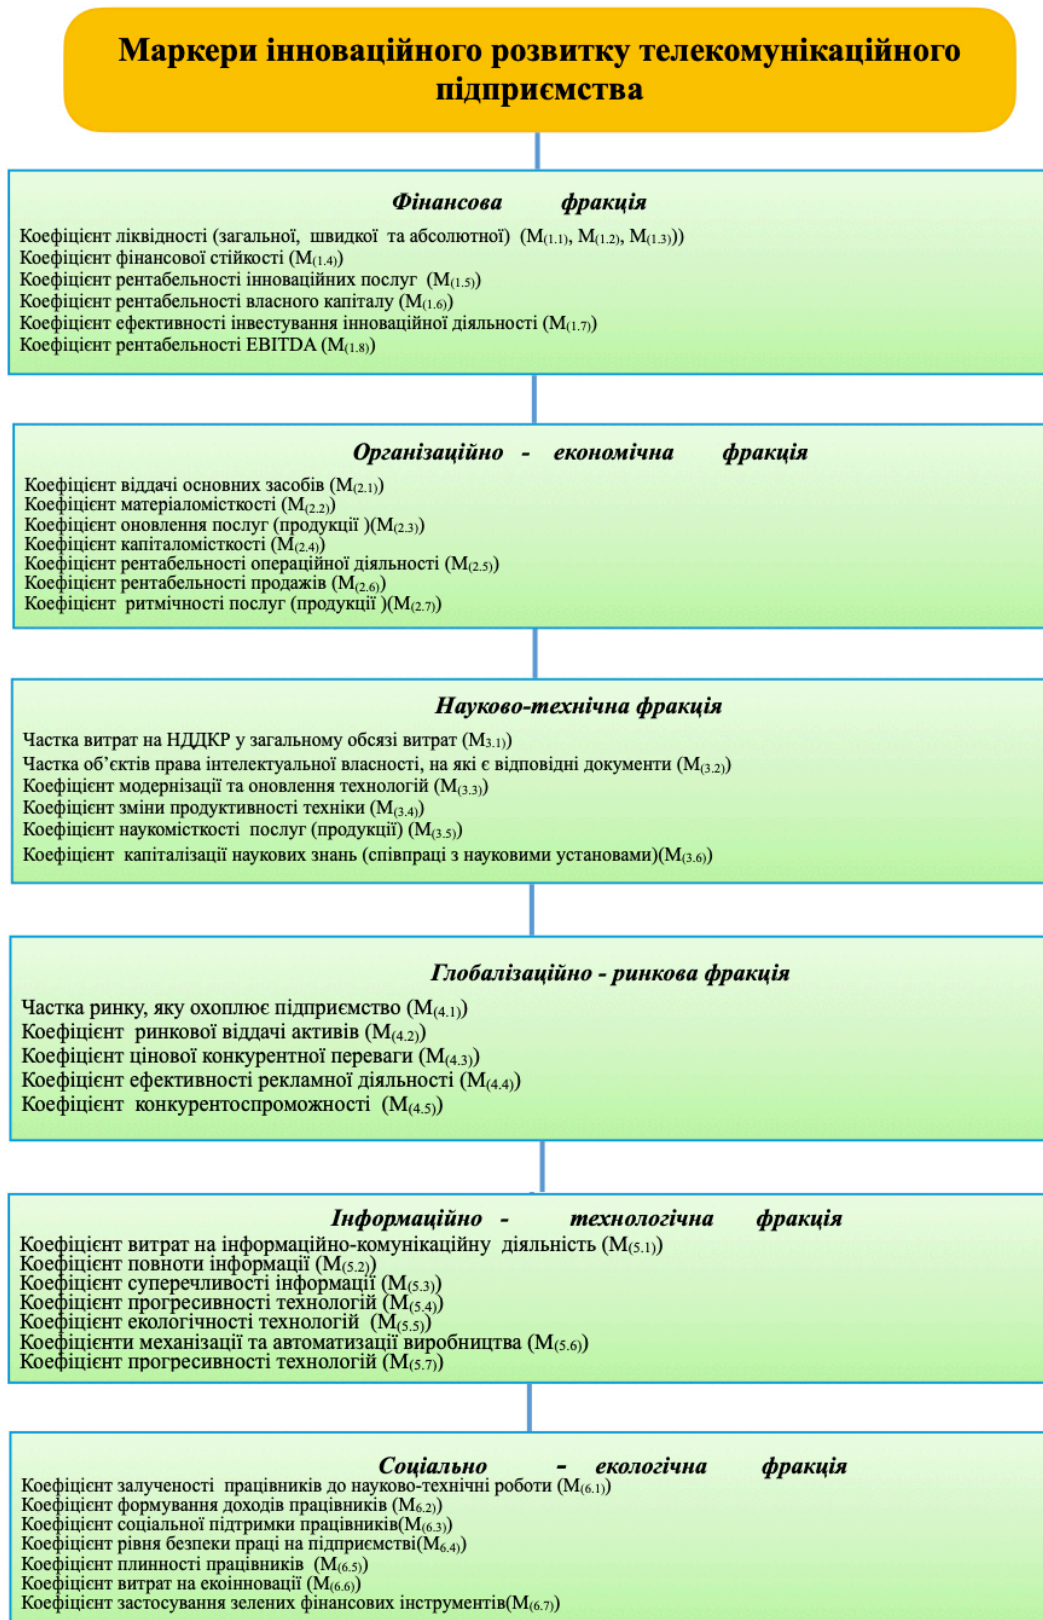 Маркери інноваційного розвитку телекомунікаційного
підприємства
Фінансова фракція
Коефіцієнт ліквідності (загальної, швидкої та абсолютної) (М(1.1), М(1.2), М(1.3)))
Коефіцієнт фінансової стійкості (М(1.4))
Коефіцієнт рентабельності інноваційних послуг (М(1.5))
Коефіцієнт рентабельності власного капіталу (М(1.6))
Коефіцієнт ефективності інвестування інноваційної діяльності (М(1.7))
Коефіцієнт рентабельності EBITDA (М(1.8))
Організаційно - економічна фракція
Коефіцієнт віддачі основних засобів (М(2.1))
Коефіцієнт матеріаломісткості (М(2.2))
Коефіцієнт оновлення послуг (продукції )(М(2.3))
Коефіцієнт капіталомісткості (М(2.4))
Коефіцієнт рентабельності операційної діяльності (М(2.5))
Коефіцієнт рентабельності продажів (М(2.6))
Коефіцієнт ритмічності послуг (продукції )(М(2.7))
Науково-технічна фракція
Частка витрат на НДДКР у загальному обсязі витрат (М3.1))
Частка об’єктів права інтелектуальної власності, на які є відповідні документи (М(3.2))
Коефіцієнт модернізації та оновлення технологій (М(3.3))
Коефіцієнт зміни продуктивності техніки (М(3.4))
Коефіцієнт наукомісткості послуг (продукції) (М(3.5))
Коефіцієнт капіталізації наукових знань (співпраці з науковими установами)(М(3.6))
Глобалізаційно - ринкова фракція
Частка ринку, яку охоплює підприємство (М(4.1))
Коефіцієнт ринкової віддачі активів (М(4.2))
Коефіцієнт цінової конкурентної переваги (М(4.3))
Коефіцієнт ефективності рекламної діяльності (М(4.4))
Коефіцієнт конкурентоспроможності (М(4.5))
Інформаційно - технологічна фракція
Коефіцієнт витрат на інформаційно-комунікаційну діяльність (М(5.1))
Коефіцієнт повноти інформації (М(5.2))
Коефіцієнт суперечливості інформації (М(5.3))
Коефіцієнт прогресивності технологій (М(5.4))
Коефіцієнт екологічності технологій (М(5.5))
Коефіцієнти механізації та автоматизації виробництва (М(5.6))
Коефіцієнт прогресивності технологій (М(5.7))
Соціально - екологічна фракція
Коефіцієнт залученості працівників до науково-технічні роботи (М(6.1))
Коефіцієнт формування доходів працівників (М6.2))
Коефіцієнт соціальної підтримки працівників(М(6.3))
Коефіцієнт рівня безпеки праці на підприємстві(М6.4))
Коефіцієнт плинності працівників (М(6.5))
Коефіцієнт витрат на екоінновації (М(6.6))
Коефіцієнт застосування зелених фінансових інструментів(М(6.7))